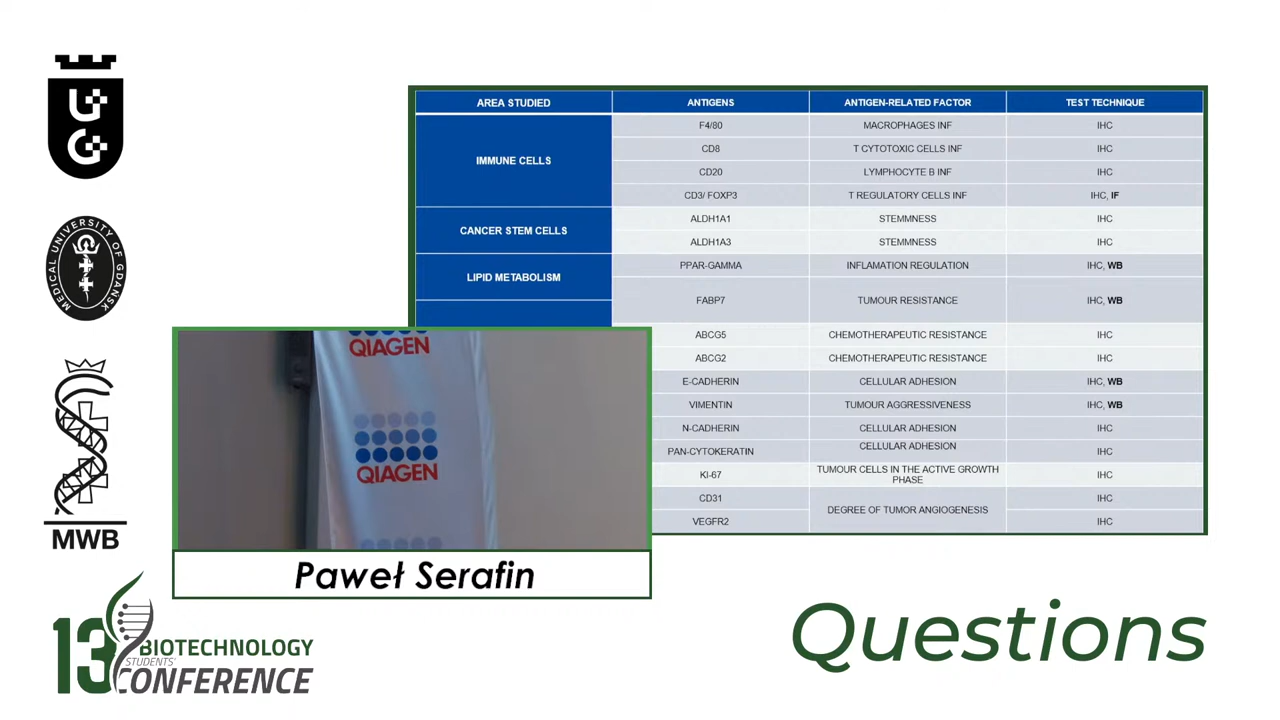 UG
MEDICAL UNIVERSITY OF GDAŃSK
MWB
13 BIOTECHNOLOGY
STUDENTS'
CONFERENCE
AREA STUDIED ANTIGENS ANTIGEN-RELATED FACTOR TEST TECHNIQUE
IMMUNE CELLS
F4/80 MACROPHAGES INF IHC
CD8 T CYTOTOXIC CELLS INF IHC
CD20 LYMPHOCYTE B INF IHC
CD3/ FOXP3 T REGULATORY CELLS INF IHC, IF
CANCER STEM CELLS
ALDH1A1 STEMMNESS IHC
ALDH1A3 STEMMNESS IHC
LIPID METABOLISM
PPAR-GAMMA INFLAMATION REGULATION IHC, WB
FABP7 TUMOUR RESISTANCE IHC, WB
ABCG5 CHEMOTHERAPEUTIC RESISTANCE IHC
ABCG2 CHEMOTHERAPEUTIC RESISTANCE IHC
E-CADHERIN CELLULAR ADHESION IHC, WB
VIMENTIN TUMOUR AGGRESSIVENESS IHC, WB
N-CADHERIN CELLULAR ADHESION IHC
PAN-CYTOKERATIN CELLULAR ADHESION IHC
KI-67 TUMOUR CELLS IN THE ACTIVE GROWTH
PHASE IHC
CD31 IHC
DEGREE OF TUMOR ANGIOGENESIS
VEGFR2 IHC
QIAGEN
QIAGEN
Paweł Serafin
Questions